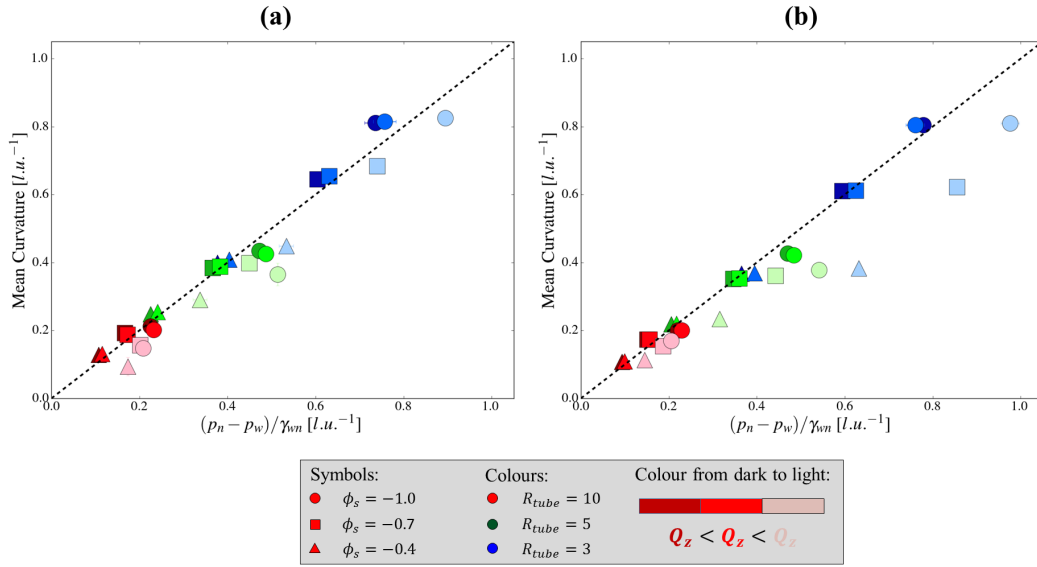 (a)
(b)
Mean Curvature [l.u.⁻¹]
1.0
0.8
0.6
0.4
0.2
0.0
0.0 0.2 0.4 0.6 0.8 1.0
(pₙ − p_w)/γ_wn [l.u.⁻¹]
Mean Curvature [l.u.⁻¹]
1.0
0.8
0.6
0.4
0.2
0.0
0.0 0.2 0.4 0.6 0.8 1.0
(pₙ − p_w)/γ_wn [l.u.⁻¹]
Symbols: Colours: Colour from dark to light:
ϕₛ = −1.0 R_tube = 10
ϕₛ = −0.7 R_tube = 5
ϕₛ = −0.4 R_tube = 3
Q_z < Q_z < Q_z